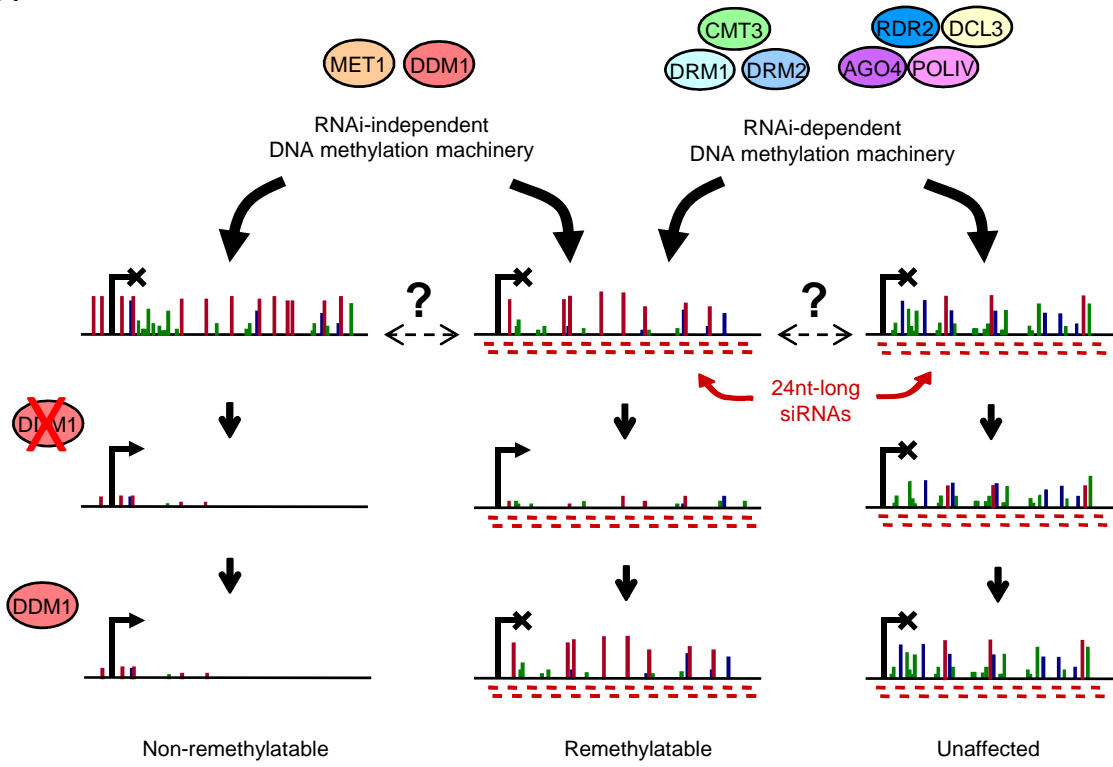 CMT3
RDR2
DCL3
MET1
DDM1
DRM1
DRM2
AGO4
POLIV
RNAi-independent
DNA methylation machinery
RNAi-dependent
DNA methylation machinery
?
?
24nt-long
siRNAs
DDM1
DDM1
Non-remethylatable
Remethylatable
Unaffected